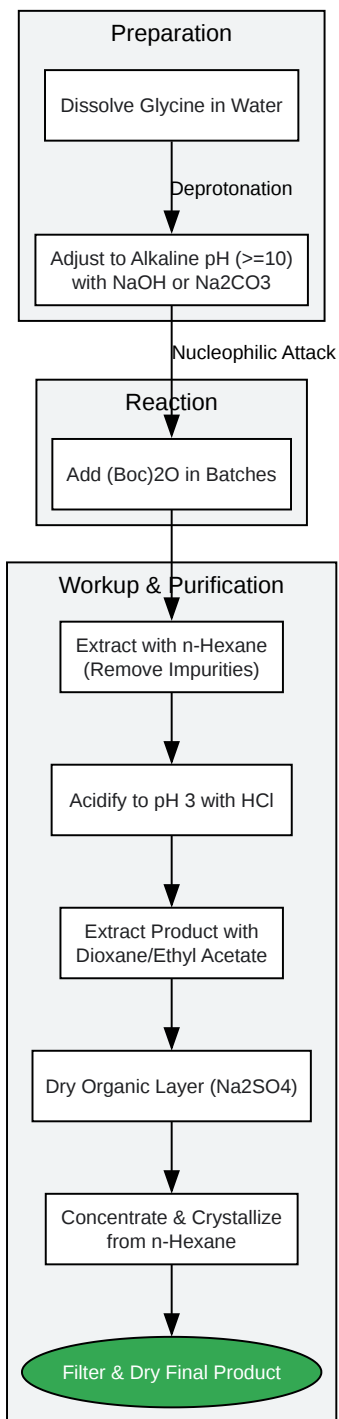 Preparation
Dissolve Glycine in Water
Deprotonation
Adjust to Alkaline pH (>=10)
with NaOH or Na2CO3
Nucleophilic Attack
Reaction
Add (Boc)2O in Batches
Workup & Purification
Extract with n-Hexane
(Remove Impurities)
Acidify to pH 3 with HCl
Extract Product with
Dioxane/Ethyl Acetate
Dry Organic Layer (Na2SO4)
Concentrate & Crystallize
from n-Hexane
Filter & Dry Final Product